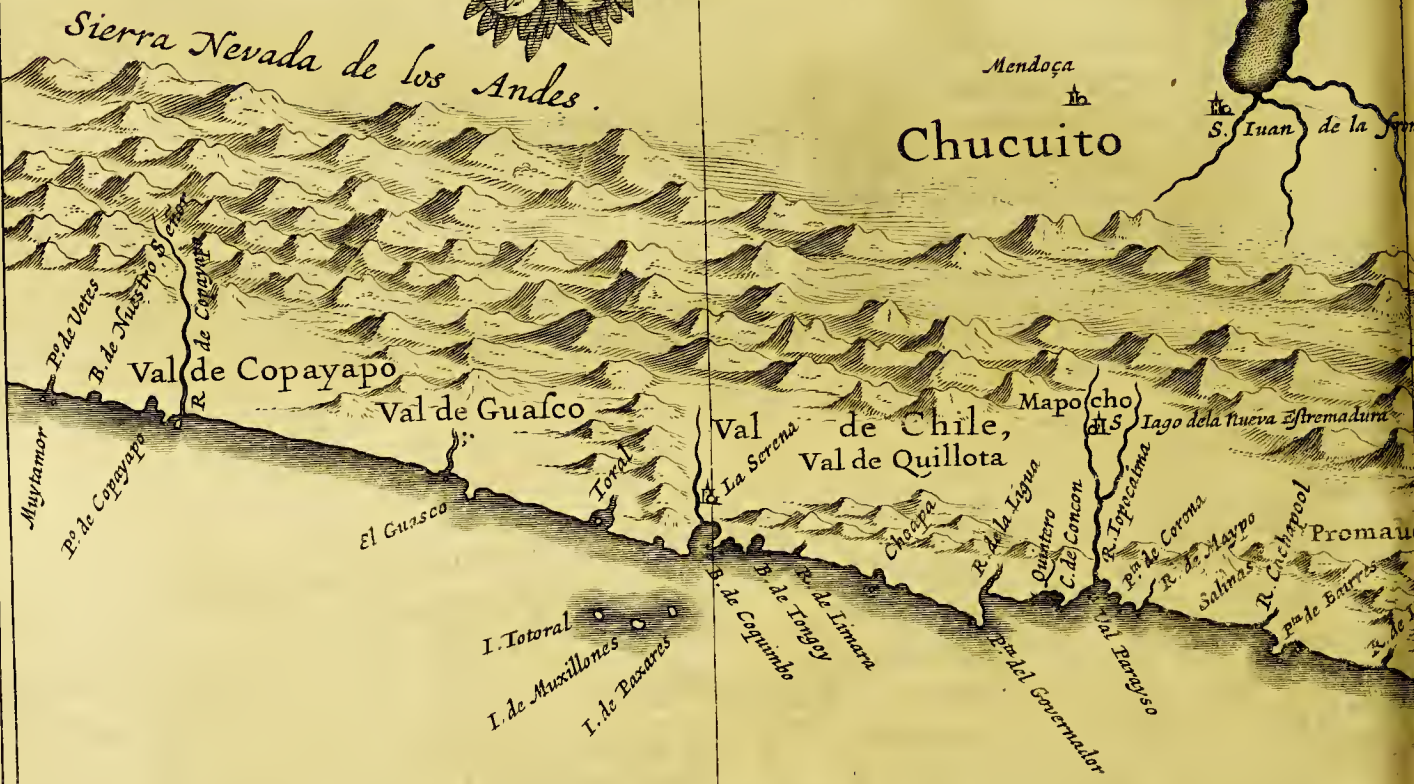 Sierra Nevada de los Andes.
Mendoça
Chucuito
S. Iuan de la
Pº. de Vetes
B. de Nuestro Señor
R. de Copayapo
Val de Copayapo
Val de Guaſco
Mapocho
S Iago dela Nueva Eſtremadura
Val de Chile,
Val de Quillota
La Serena
Toral
Muytamor
Pº. de Copayapo
El Guasco
Choapa
R. de la Ligua
Quintero
C. de Concon
R. Topocalma
Pta de Corona
R. de Maypo
Salinas
R. Cachapool
Pta de
I. Totoral
I. de Muxillones
I. de Paxares
B. de Coquimbo
B. de Tongoy
R. de Limara
Pta del Governador
Val Parayso